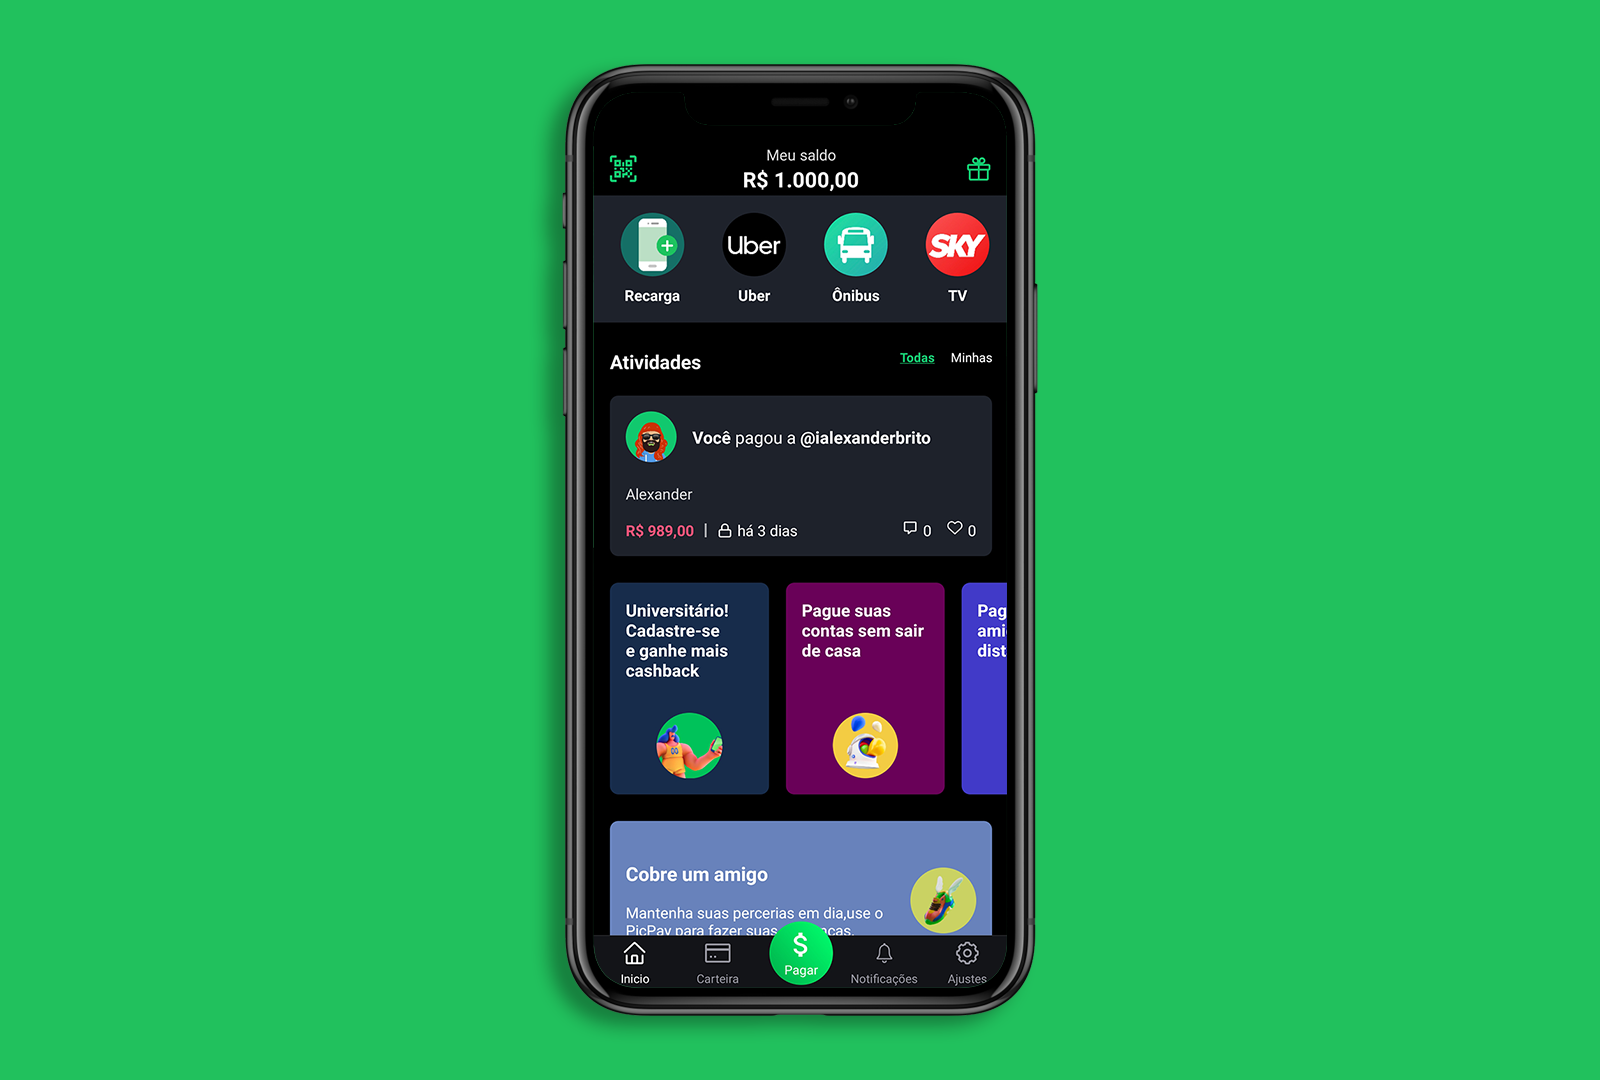 Meu saldo
R$ 1.000,00
Uber
SKY
Recarga
Uber
Ônibus
TV
Atividades
Todas
Minhas
Você pagou a @ialexanderbrito
Alexander
R$ 989,00 | há 3 dias
0
0
Universitário!
Cadastre-se
e ganhe mais
cashback
Pague suas
contas sem sair
de casa
Pag
ami
dist
Cobre um amigo
Mantenha suas percerias em dia,use o
PicPay para fazer suas
$
Pagar
Inicio
Carteira
Notificações
Ajustes